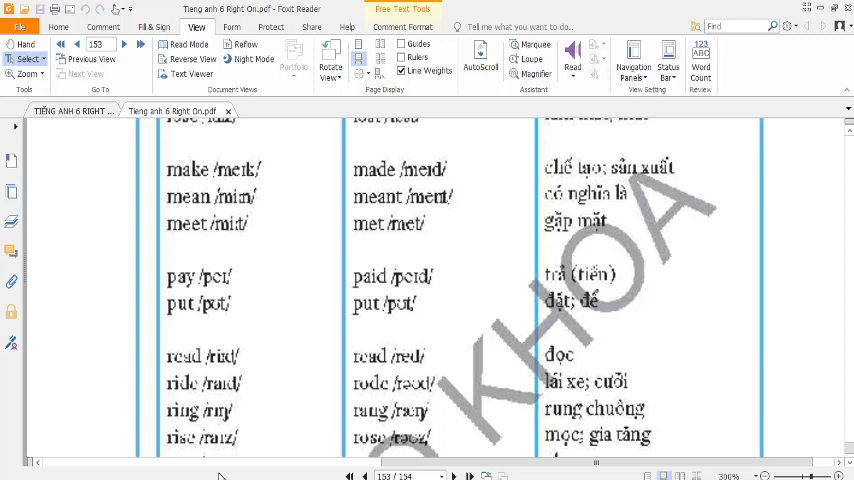 Tieng anh 6 Right On.pdf - Foxit Reader
Free Text Tools
File Home Comment Fill & Sign View Form Protect Share Help Comment Format Tell me what you want to do... Find
Hand 153 Read Mode Reflow Guides Marquee
Select Previous View Reverse View Night Mode Rulers Loupe
Zoom Next View Text Viewer Portfolio Rotate View Line Weights AutoScroll Magnifier Read Navigation Panels Status Bar 123 ABC Word Count
Tools Go To Document Views Page Display Assistant View Setting Review
TIẾNG ANH 6 RIGHT ... Tieng anh 6 Right On.pdf
make /meɪk/ made /meɪd/ chế tạo; sản xuất
mean /miːn/ meant /ment/ có nghĩa là
meet /miːt/ met /met/ gặp mặt
pay /peɪ/ paid /peɪd/ trả (tiền)
put /pʊt/ put /pʊt/ đặt; để
read /riːd/ read /red/ đọc
ride /raɪd/ rode /rəʊd/ lái xe; cưỡi
ring /rɪŋ/ rang /ræŋ/ rung chuông
rise /raɪz/ rose /rəʊz/ mọc; gia tăng
KHOA
153 / 154 300%